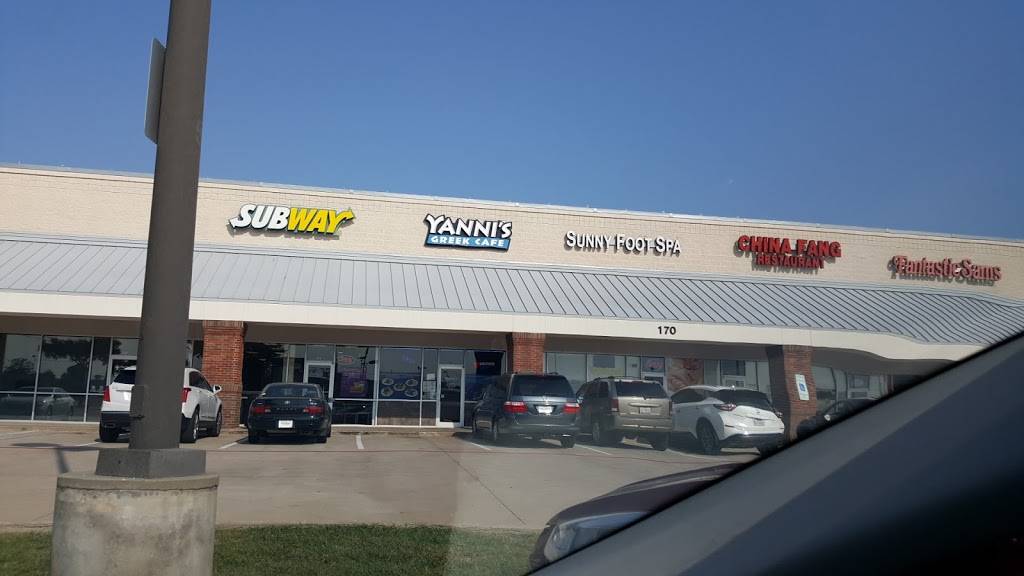 SUBWAY
YANNI'S
GREEK CAFE
SUNNY FOOT SPA
CHINA FANG
RESTAURANT
Fantastic Sams
170